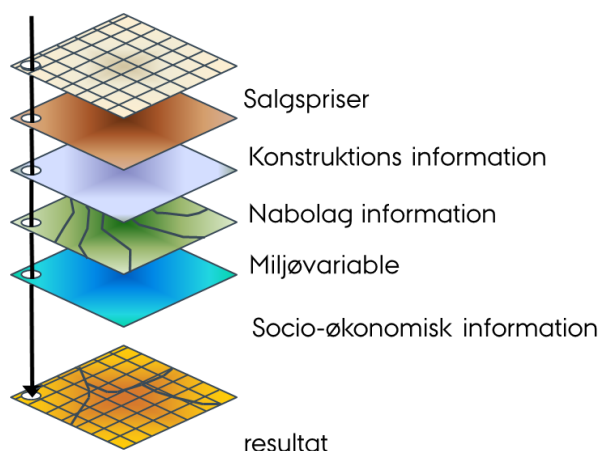 Salgspriser
Konstruktions information
Nabolag information
Miljøvariable
Socio-økonomisk information
resultat